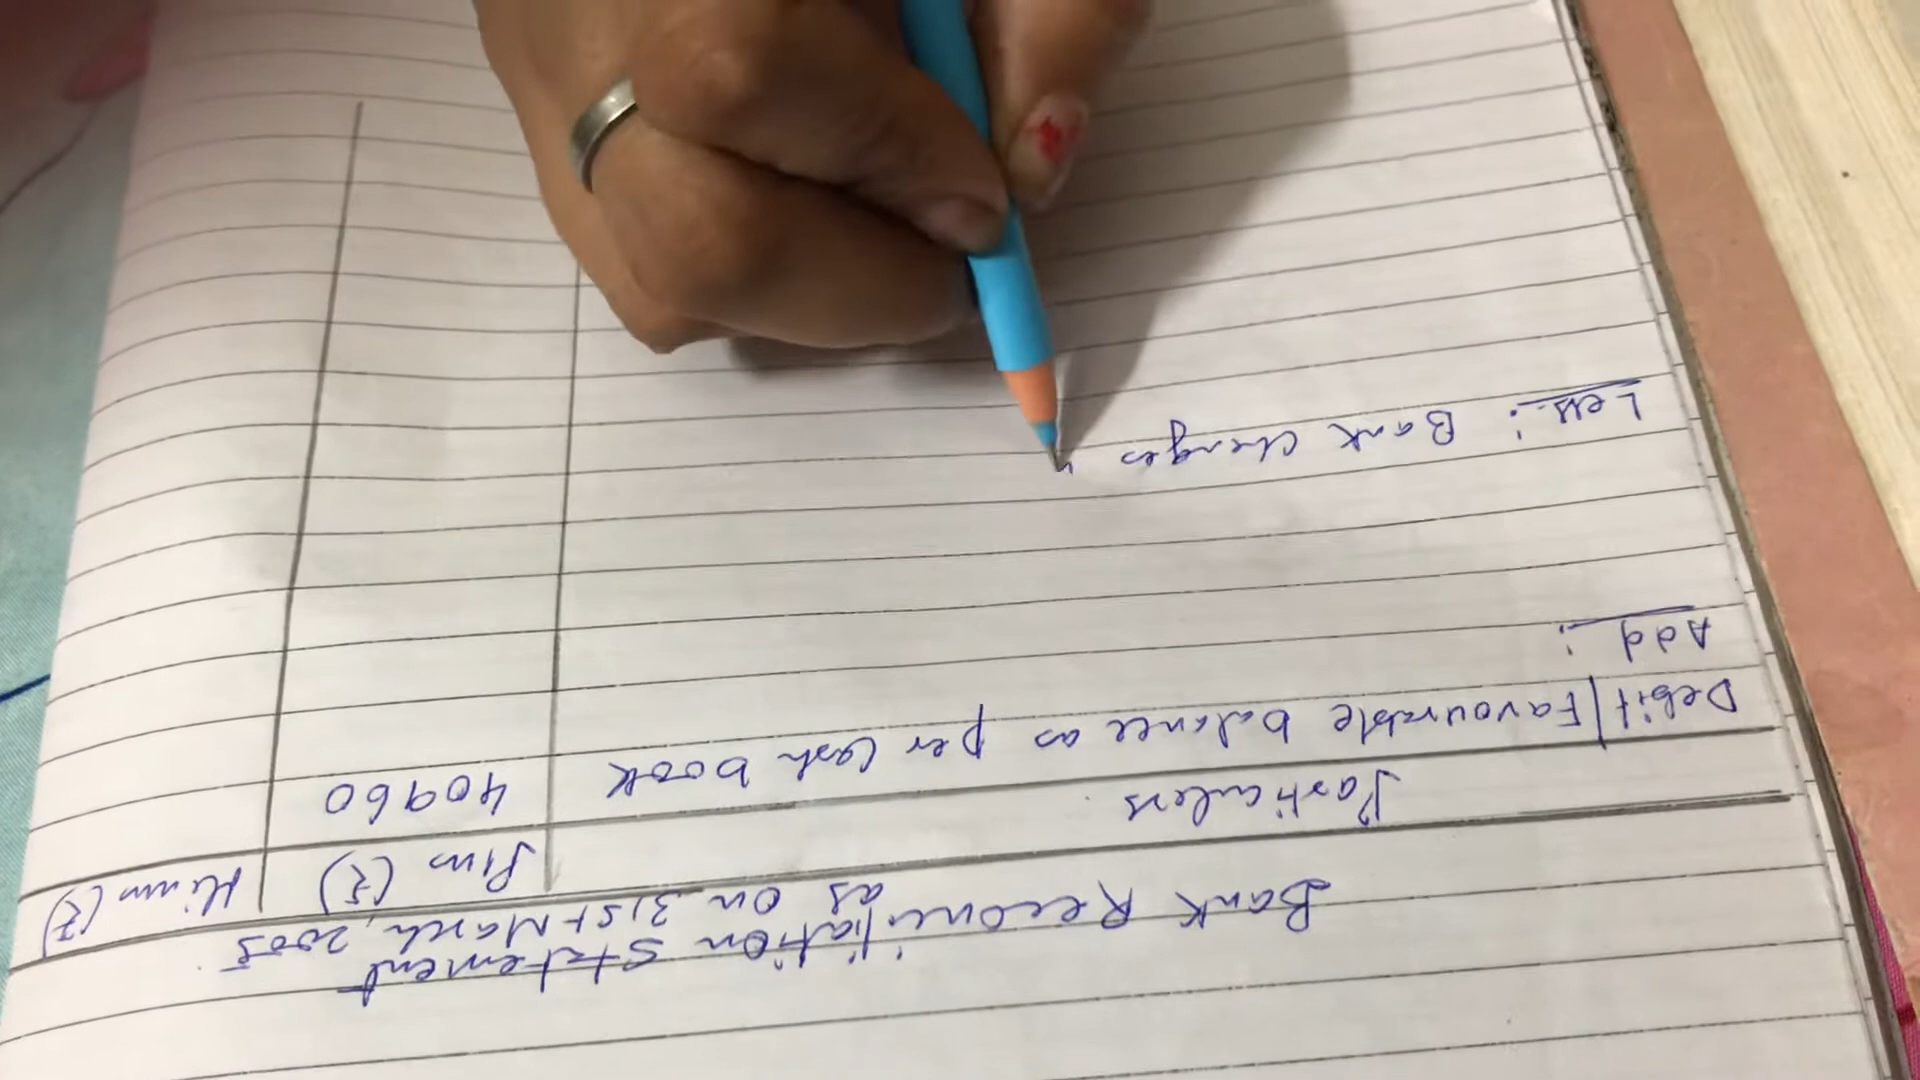 Bank Reconciliation Statement
as on 31st March, 2005
Particulars Plus (₹) Minus (₹)
Debit/Favourable balance as per Cash book 40960
Add :
Less : Bank Charges